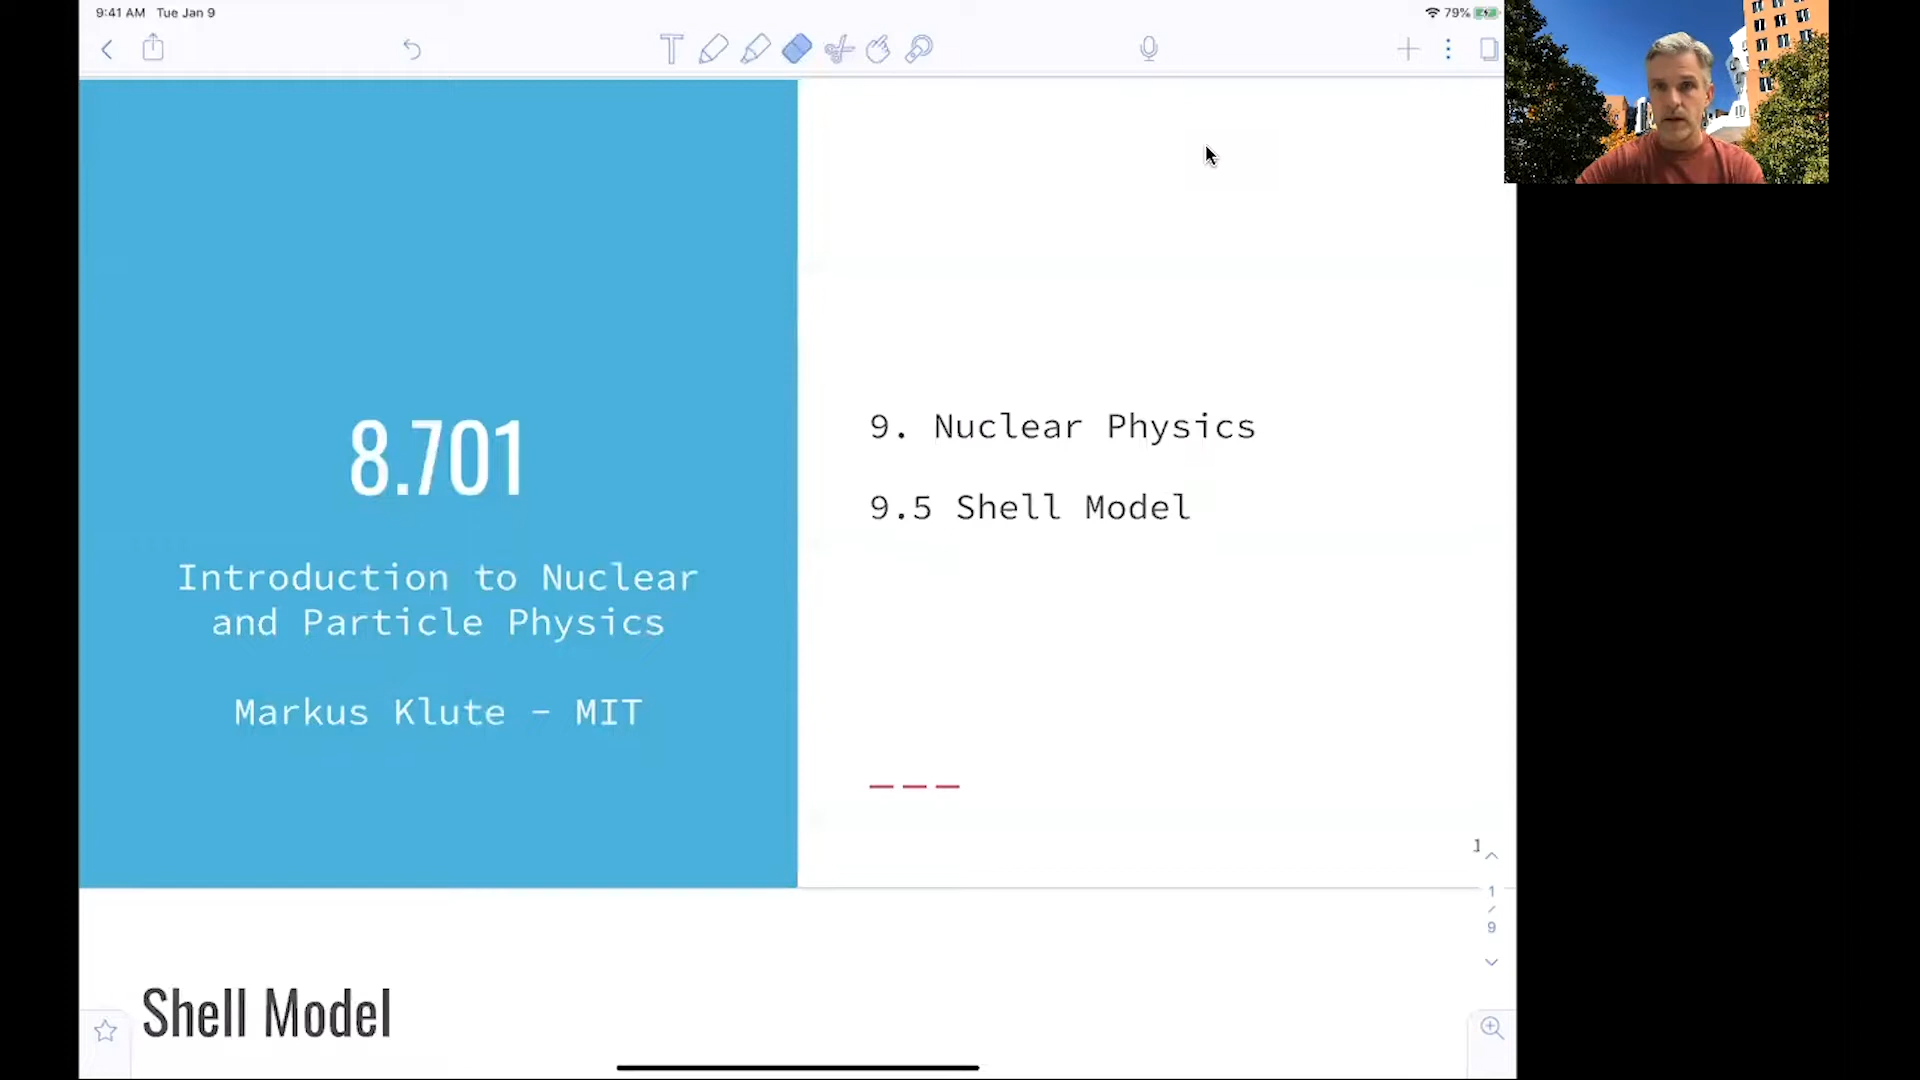 9:41 AM Tue Jan 9
79%
8.701
Introduction to Nuclear
and Particle Physics
Markus Klute - MIT
9. Nuclear Physics
9.5 Shell Model
1
1
9
Shell Model